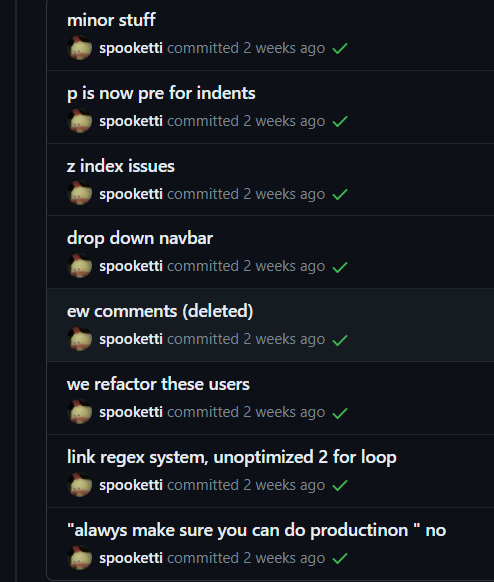 minor stuff
spooketti committed 2 weeks ago
p is now pre for indents
spooketti committed 2 weeks ago
z index issues
spooketti committed 2 weeks ago
drop down navbar
spooketti committed 2 weeks ago
ew comments (deleted)
spooketti committed 2 weeks ago
we refactor these users
spooketti committed 2 weeks ago
link regex system, unoptimized 2 for loop
spooketti committed 2 weeks ago
"alawys make sure you can do productinon " no
spooketti committed 2 weeks ago